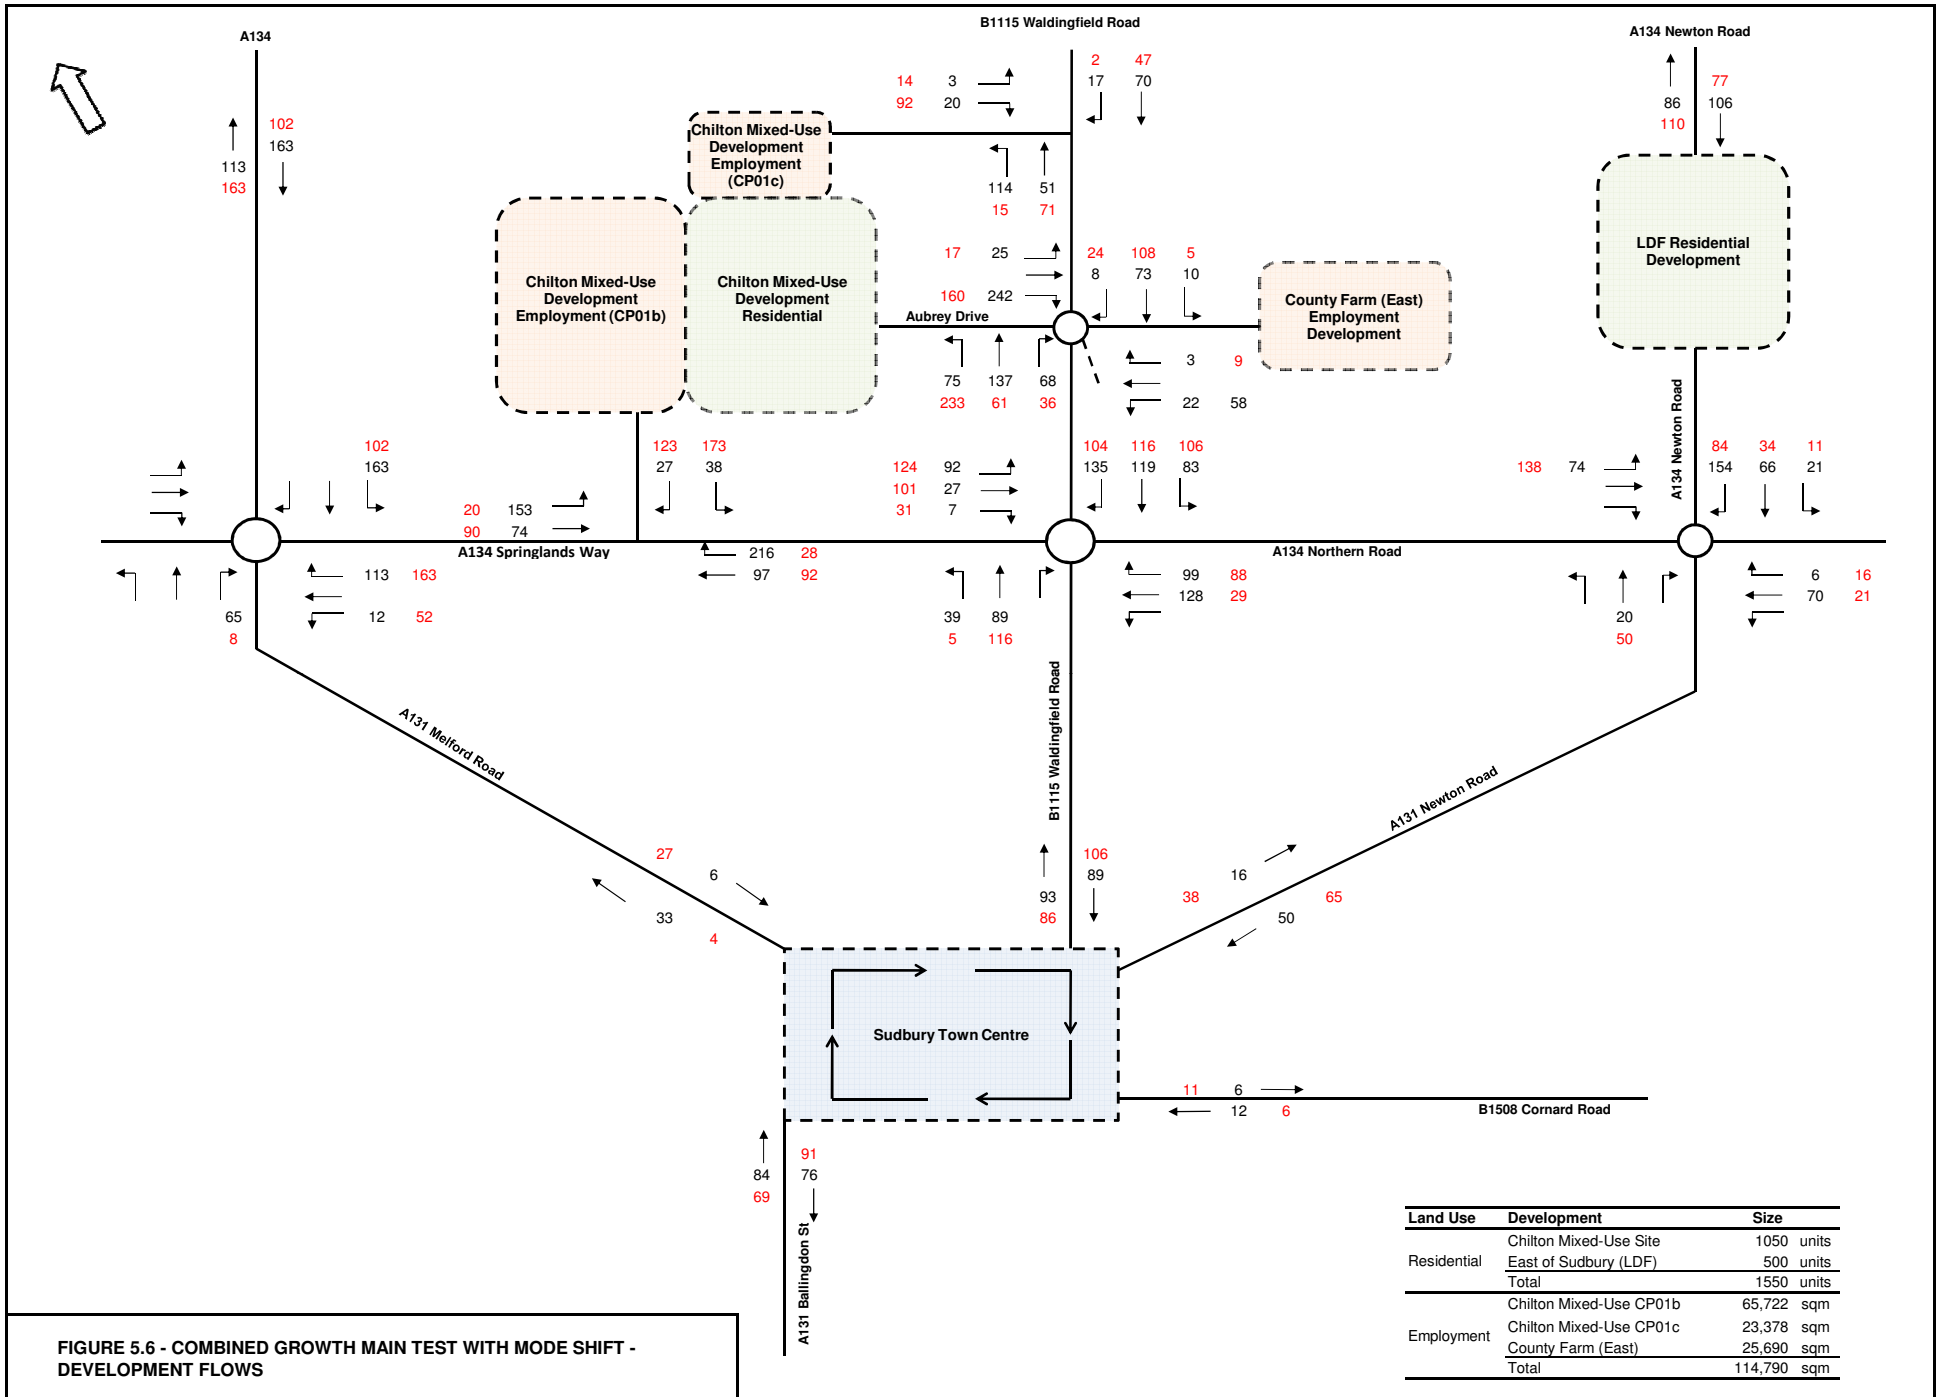 B1115 Waldingfield Road
A134
A134 Newton Road
14 3
92 20
2 47
17 70
77
86 106
110
102
163
113
163
Chilton Mixed-Use
Development
Employment
(CP01c)
114 51
15 71
Chilton Mixed-Use
Development
Employment (CP01b)
Chilton Mixed-Use
Development
Residential
17 25
160 242
24 108 5
8 73 10
Aubrey Drive
County Farm (East)
Employment
Development
LDF Residential
Development
75 137 68
233 61 36
3 9
22 58
A134 Newton Road
102
163
20 153
90 74
123 173
27 38
124 92
101 27
31 7
104 116 106
135 119 83
138 74
84 34 11
154 66 21
A134 Springlands Way
A134 Northern Road
113 163
12 52
65
8
216 28
97 92
39 89
5 116
99 88
128 29
20
50
6 16
70 21
A131 Melford Road
B1115 Waldingfield Road
A131 Newton Road
27
6
33
4
106
89
93
86
16
38 65
50
Sudbury Town Centre
11 6
12 6
B1508 Cornard Road
91
84 76
69
A131 Ballingdon St
Land Use Development Size
Chilton Mixed-Use Site 1050 units
Residential East of Sudbury (LDF) 500 units
Total 1550 units
Chilton Mixed-Use CP01b 65,722 sqm
Employment Chilton Mixed-Use CP01c 23,378 sqm
County Farm (East) 25,690 sqm
Total 114,790 sqm
FIGURE 5.6 - COMBINED GROWTH MAIN TEST WITH MODE SHIFT -
DEVELOPMENT FLOWS